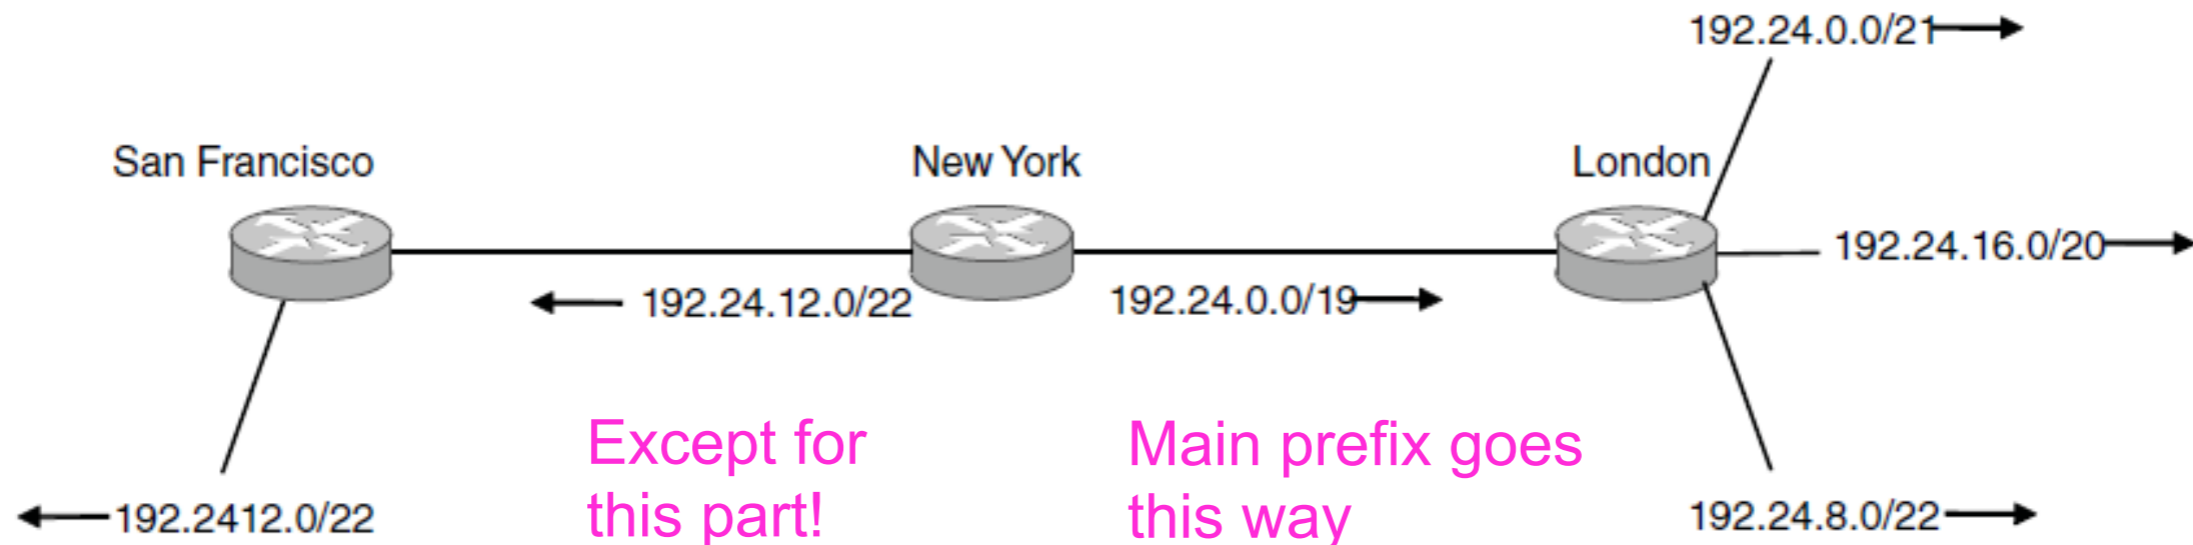 192.24.0.0/21
San Francisco
New York
London
192.24.16.0/20
192.24.12.0/22
192.24.0.0/19
Except for
this part!
Main prefix goes
this way
192.2412.0/22
192.24.8.0/22